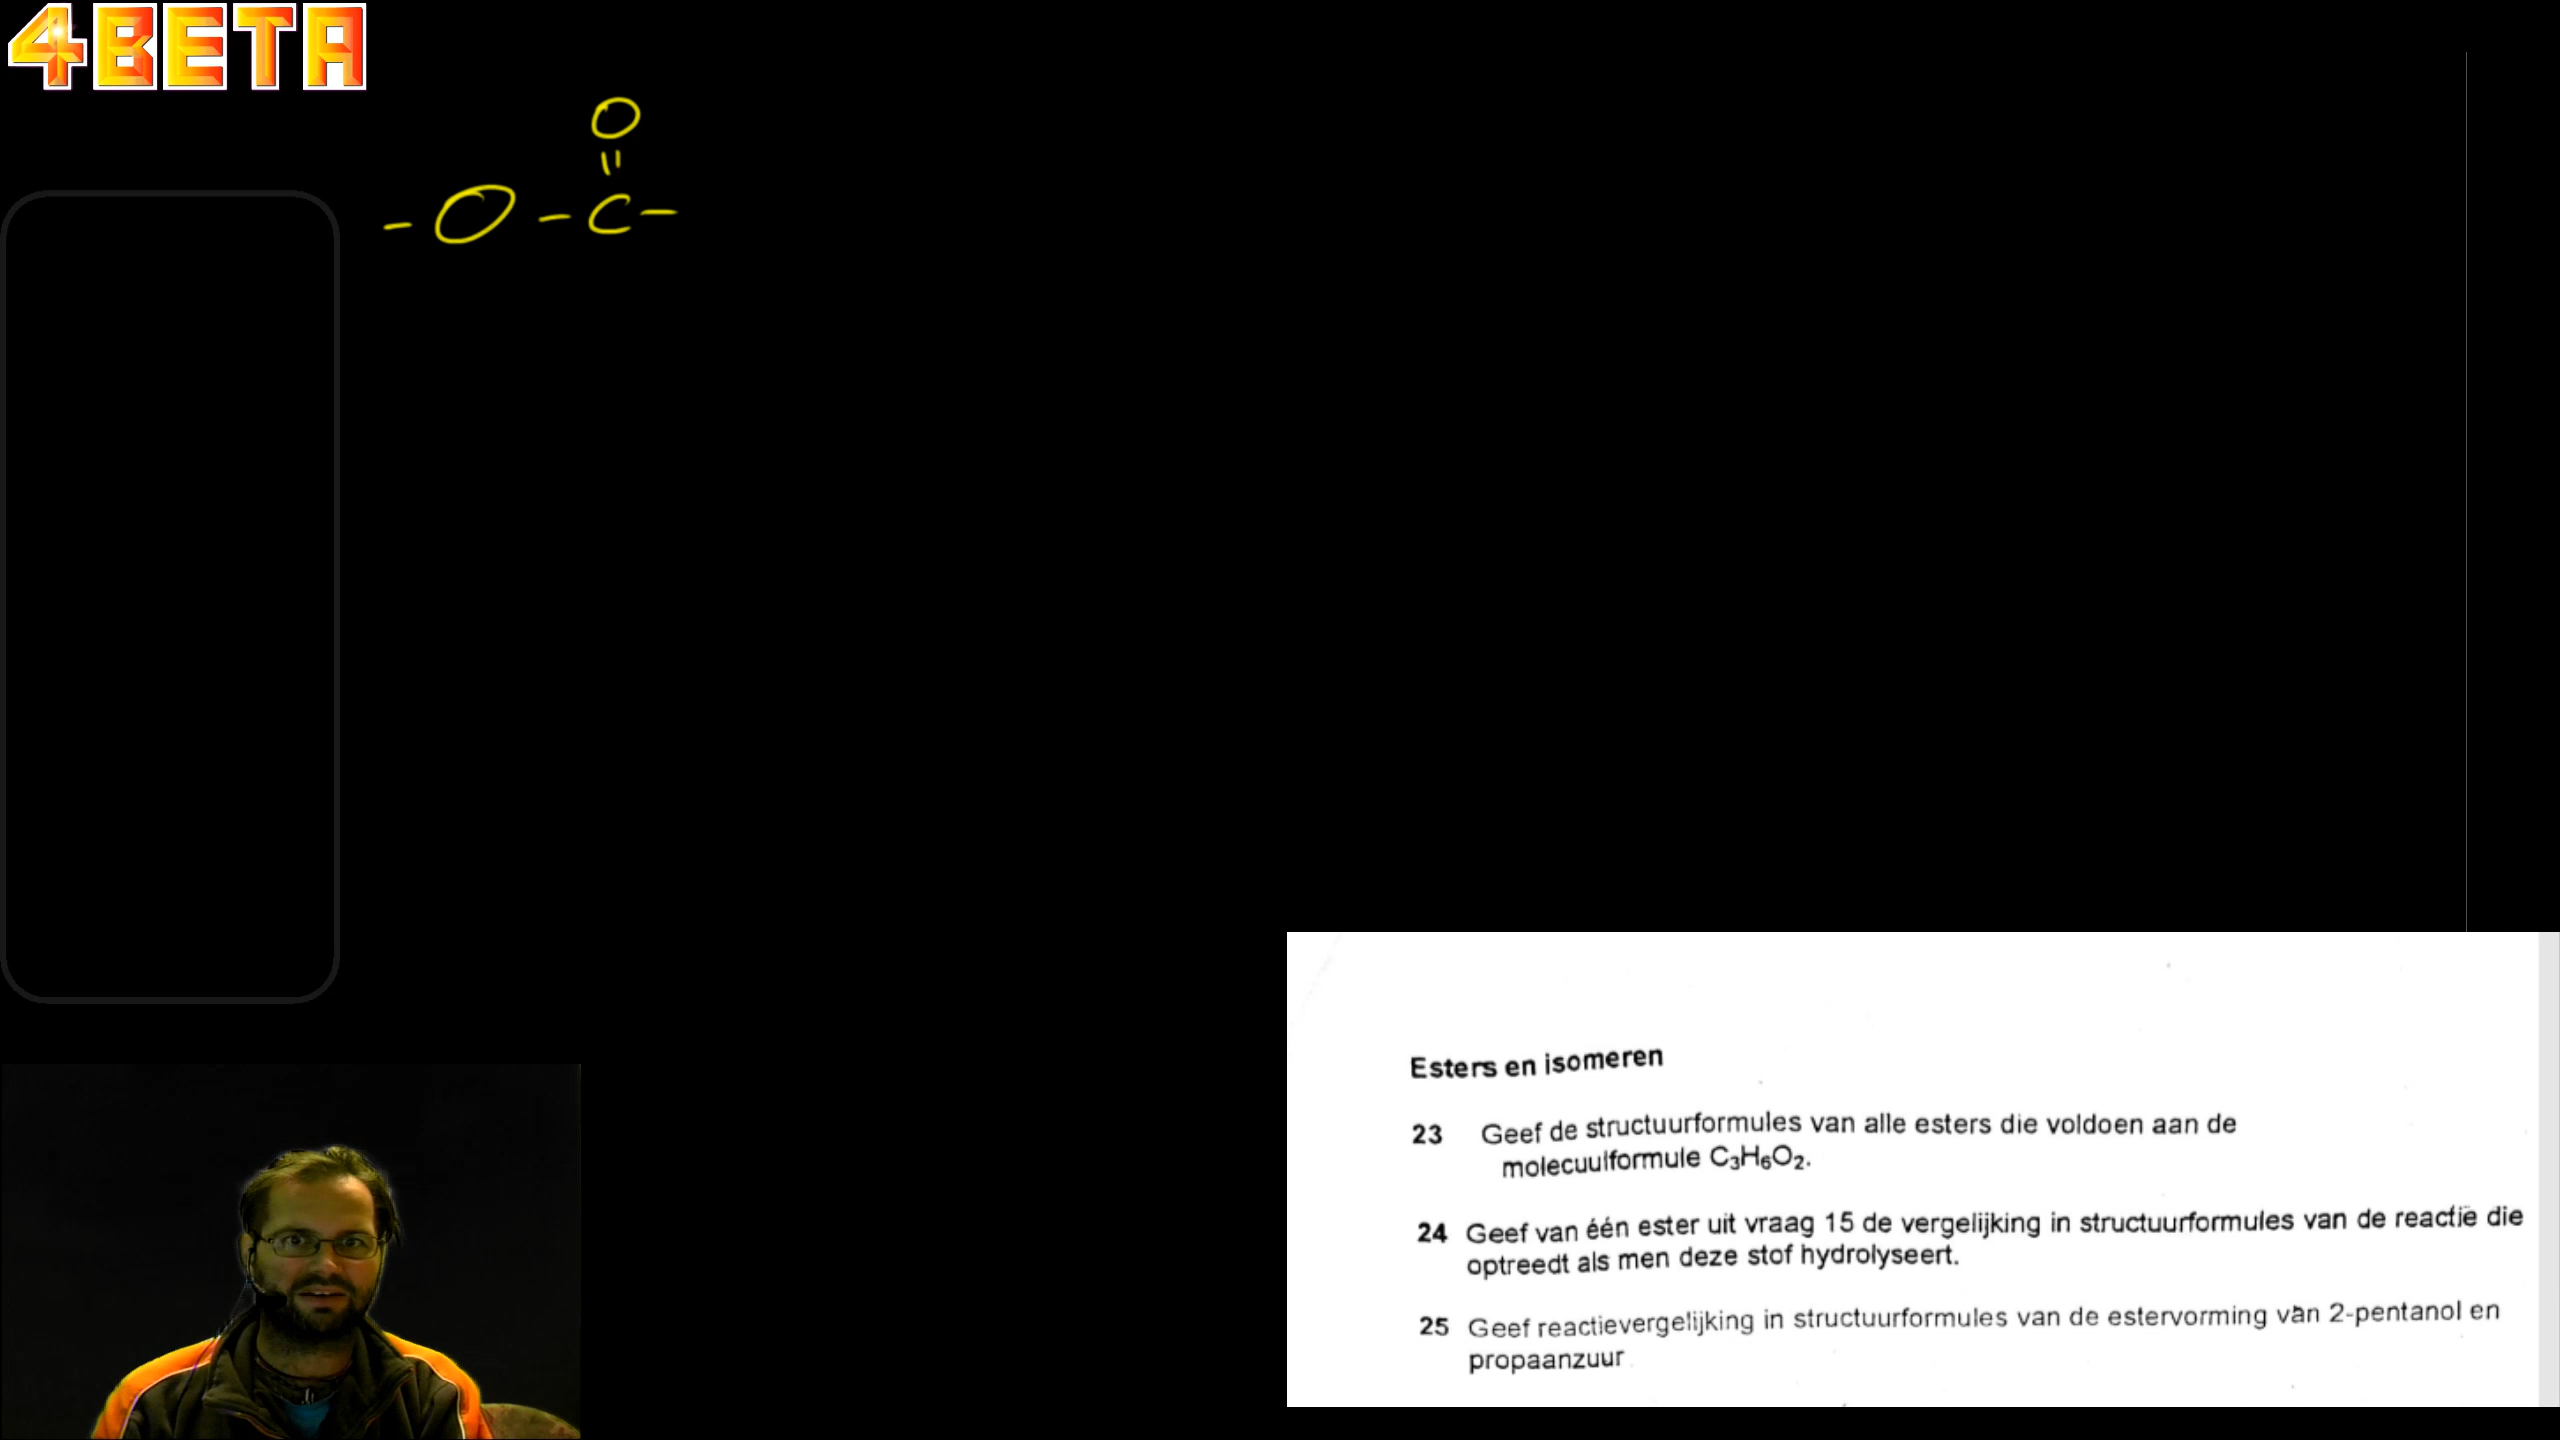 4BETA
O
=
- O - C -
Esters en isomeren
23 Geef de structuurformules van alle esters die voldoen aan de
molecuulformule C₃H₆O₂.
24 Geef van één ester uit vraag 15 de vergelijking in structuurformules van de reactie die
optreedt als men deze stof hydrolyseert.
25 Geef reactievergelijking in structuurformules van de estervorming van 2-pentanol en
propaanzuur